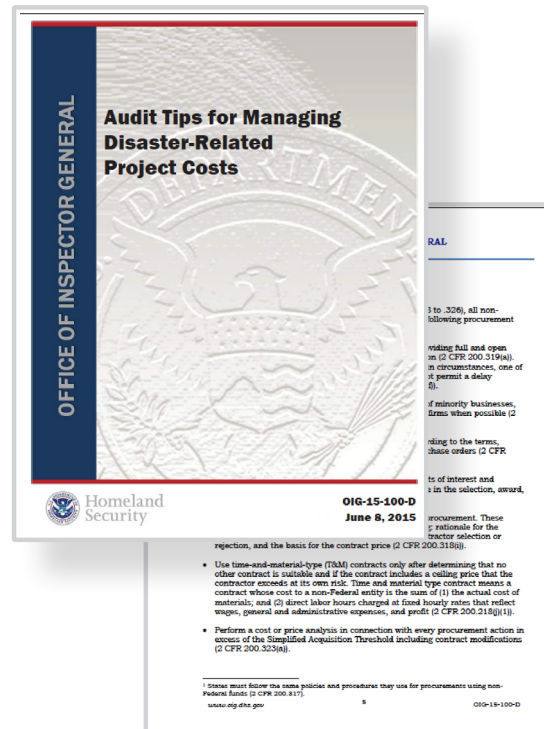 OFFICE OF INSPECTOR GENERAL
Audit Tips for Managing
Disaster-Related
Project Costs
Homeland
Security
OIG-15-100-D
June 8, 2015
RAL
to .326), all non-
following procurement
viding full and open
on (2 CFR 200.319(a)).
in circumstances, one of
ot permit a delay
of minority businesses,
firms when possible (2
rding to the terms,
chase orders (2 CFR
ts of interest and
e in the selection, award,
procurement. These
rationale for the
tractor selection or
rejection, and the basis for the contract price (2 CFR 200.318(i)).
• Use time-and-material-type (T&M) contracts only after determining that no
other contract is suitable and if the contract includes a ceiling price that the
contractor exceeds at its own risk. Time and material type contract means a
contract whose cost to a non-Federal entity is the sum of (1) the actual cost of
materials; and (2) direct labor hours charged at fixed hourly rates that reflect
wages, general and administrative expenses, and profit (2 CFR 200.218(j)(1)).
• Perform a cost or price analysis in connection with every procurement action in
excess of the Simplified Acquisition Threshold including contract modifications
(2 CFR 200.323(a)).
1 States must follow the same policies and procedures they use for procurements using non-
Federal funds (2 CFR 200.817).
www.oig.dhs.gov
OIG-15-100-D